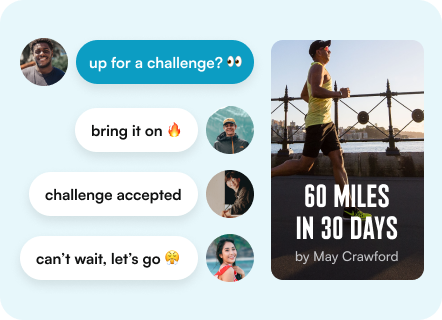 up for a challenge? 👀
bring it on 🔥
challenge accepted
can't wait, let's go 😤
60 MILES
IN 30 DAYS
by May Crawford